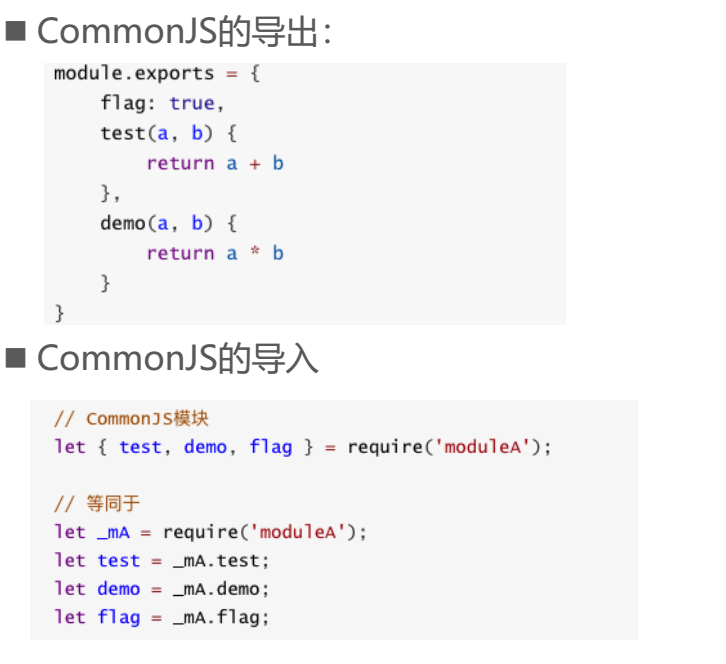 ■ CommonJS的导出：
module.exports = {
    flag: true,
    test(a, b) {
        return a + b
    },
    demo(a, b) {
        return a * b
    }
}
■ CommonJS的导入
// CommonJS模块
let { test, demo, flag } = require('moduleA');
// 等同于
let _mA = require('moduleA');
let test = _mA.test;
let demo = _mA.demo;
let flag = _mA.flag;